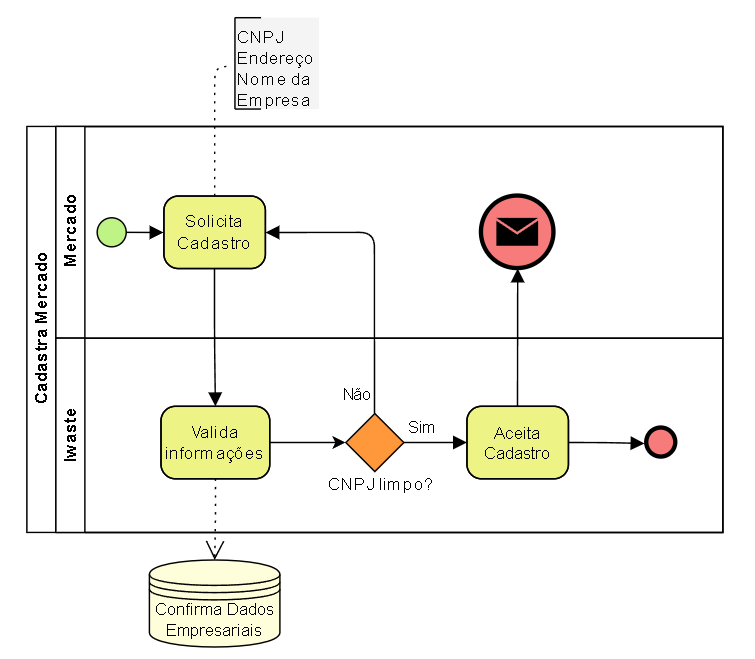 CNPJ
Endereço
Nome da
Empresa
Cadastra Mercado
Mercado
Solicita
Cadastro
Iwaste
Não
Valida
informações
Sim
Aceita
Cadastro
CNPJ limpo?
Confirma Dados
Empresariais